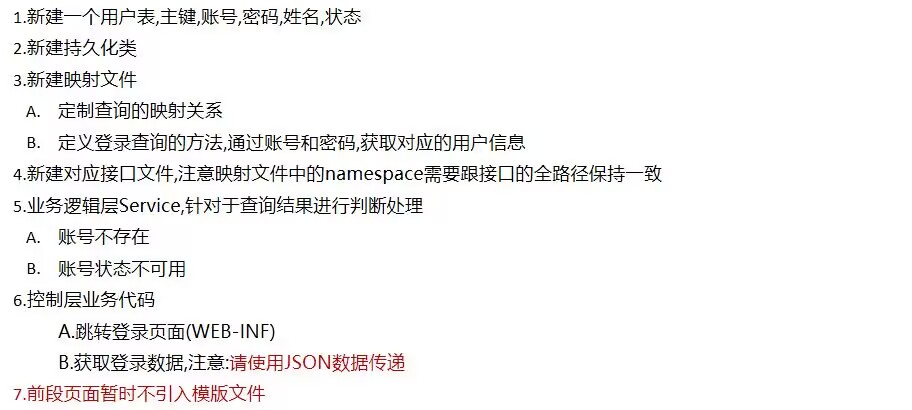 1.新建一个用户表,主键,账号,密码,姓名,状态
2.新建持久化类
3.新建映射文件
A. 定制查询的映射关系
B. 定义登录查询的方法,通过账号和密码,获取对应的用户信息
4.新建对应接口文件,注意映射文件中的namespace需要跟接口的全路径保持一致
5.业务逻辑层Service,针对于查询结果进行判断处理
A. 账号不存在
B. 账号状态不可用
6.控制层业务代码
A.跳转登录页面(WEB-INF)
B.获取登录数据,注意:请使用JSON数据传递
7.前段页面暂时不引入模版文件